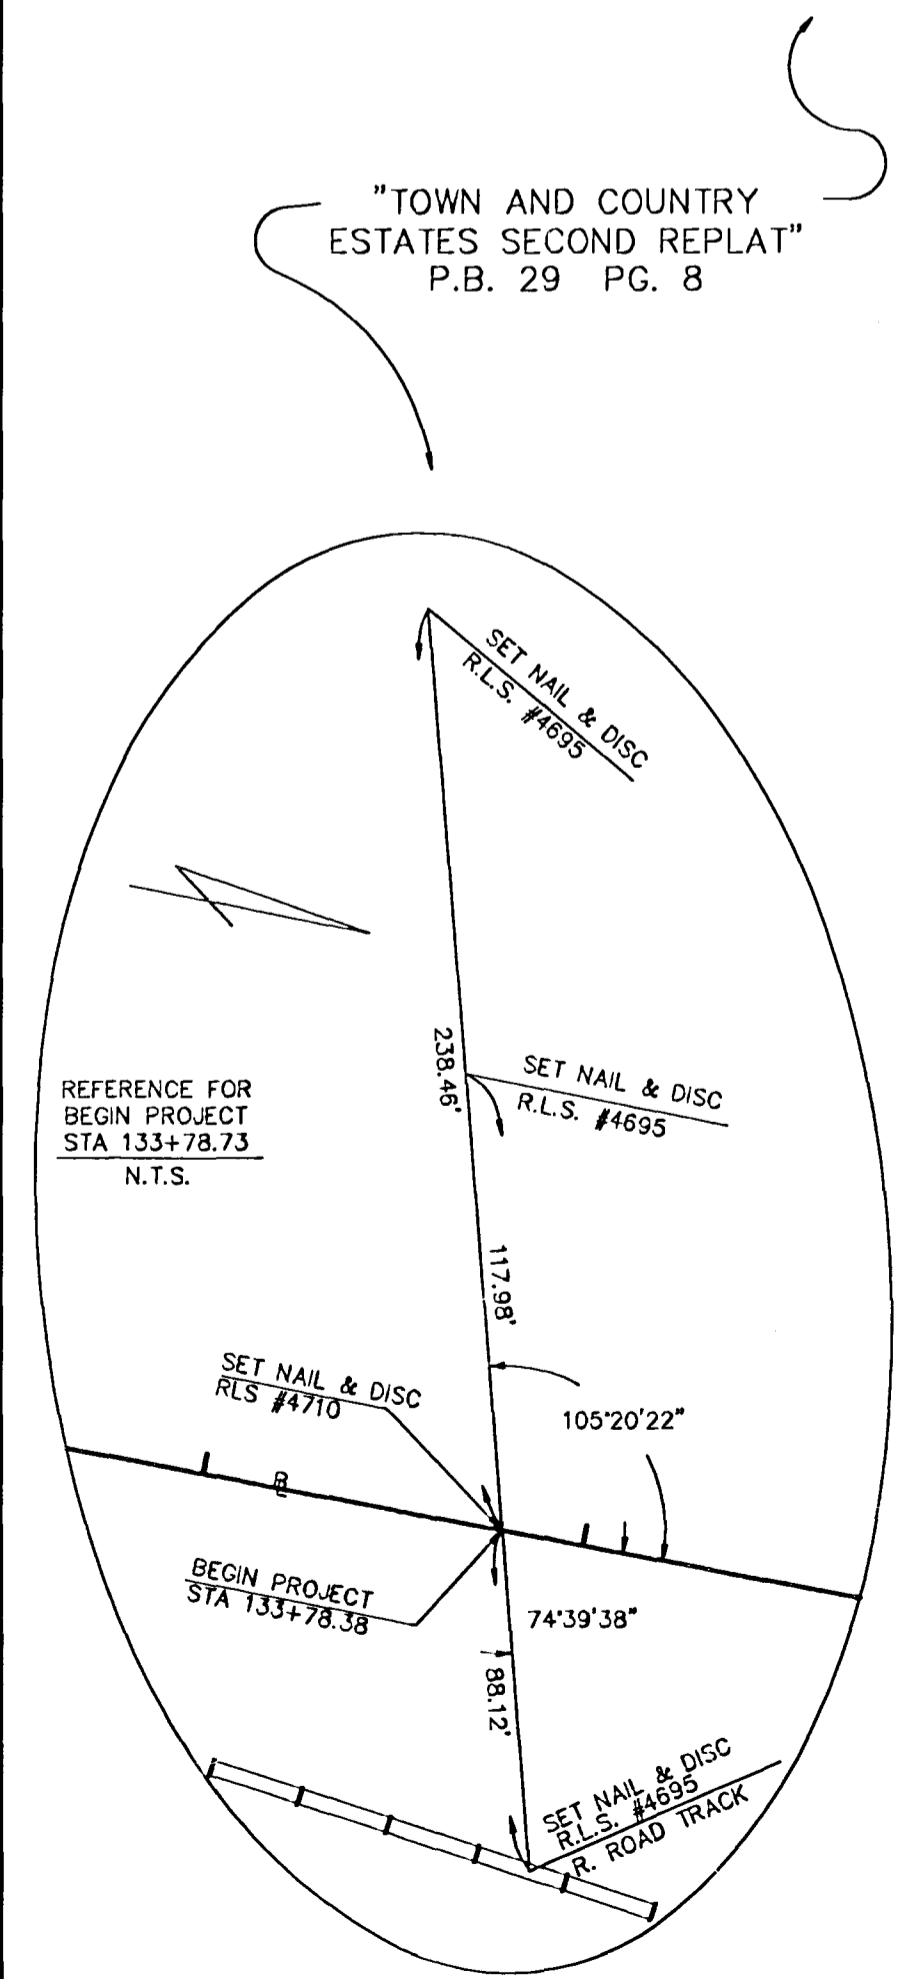 "TOWN AND COUNTRY
ESTATES SECOND REPLAT"
P.B. 29 PG. 8
SET NAIL & DISC
R.L.S. #4695
238.46'
SET NAIL & DISC
R.L.S. #4695
REFERENCE FOR
BEGIN PROJECT
STA 133+78.73
N.T.S.
117.98'
SET NAIL & DISC
RLS #4710
105°20'22"
BL
BEGIN PROJECT
STA 133+78.38
74°39'38"
88.12'
SET NAIL & DISC
R.L.S. #4695
R. ROAD TRACK